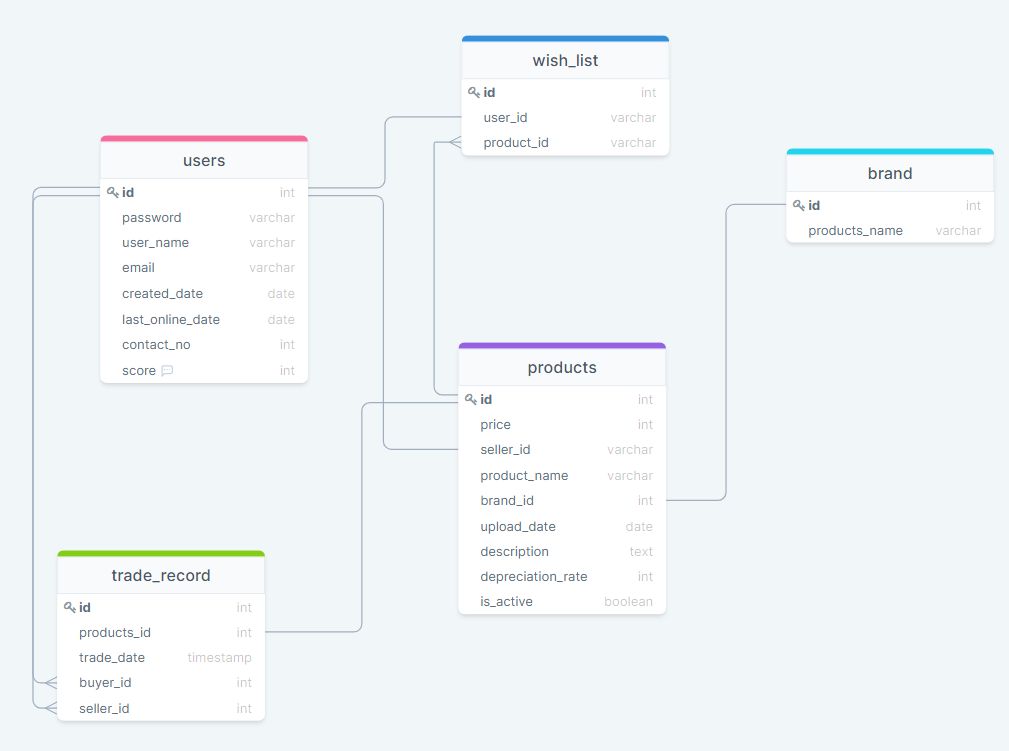 wish_list
id int
user_id varchar
product_id varchar
users
id int
password varchar
user_name varchar
email varchar
created_date date
last_online_date date
contact_no int
score int
brand
id int
products_name varchar
products
id int
price int
seller_id varchar
product_name varchar
brand_id int
upload_date date
description text
depreciation_rate int
is_active boolean
trade_record
id int
products_id int
trade_date timestamp
buyer_id int
seller_id int